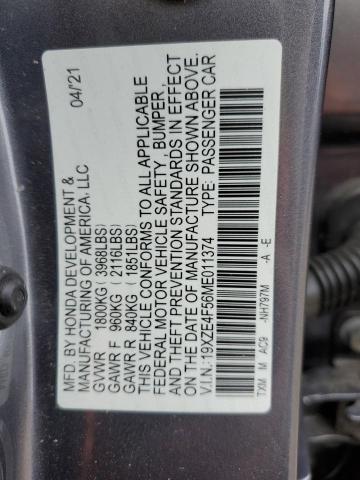 MFD. BY HONDA DEVELOPMENT & 04/21
MANUFACTURING OF AMERICA, LLC
GVWR 1800KG (3968LBS)
GAWR F 960KG (2116LBS)
GAWR R 840KG (1851LBS)
THIS VEHICLE CONFORMS TO ALL APPLICABLE
FEDERAL MOTOR VEHICLE SAFETY, BUMPER,
AND THEFT PREVENTION STANDARDS IN EFFECT
ON THE DATE OF MANUFACTURE SHOWN ABOVE.
V.I.N.:19XZE4F56ME011374 TYPE: PASSENGER CAR
TXM M AC9 -NH797M -A -E